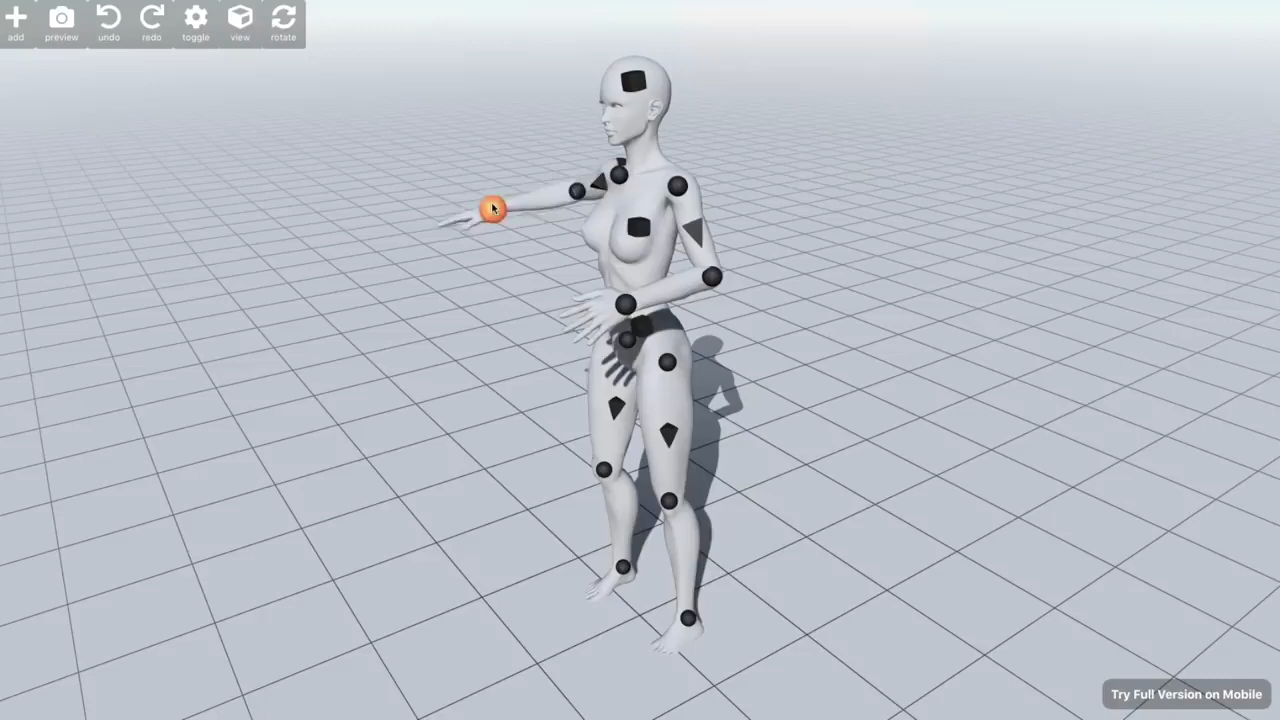 add
preview
undo
redo
toggle
view
rotate
Try Full Version on Mobile